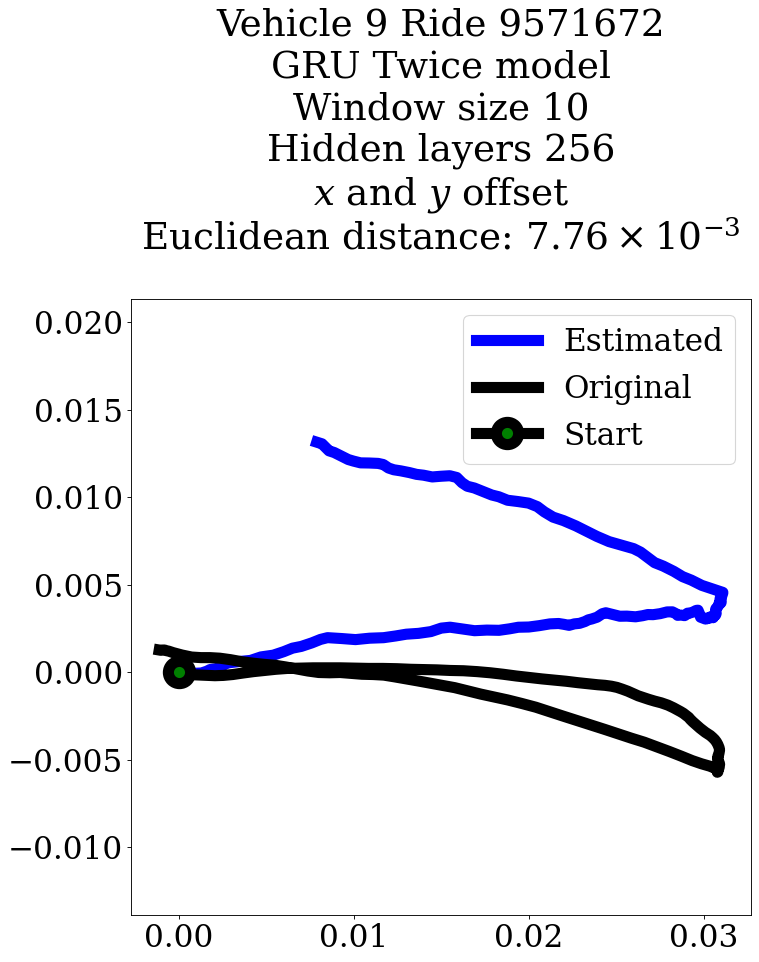 Vehicle 9 Ride 9571672
GRU Twice model
Window size 10
Hidden layers 256
x and y offset
Euclidean distance: 7.76 × 10⁻³
Estimated
Original
Start
0.020
0.015
0.010
0.005
0.000
−0.005
−0.010
0.00 0.01 0.02 0.03